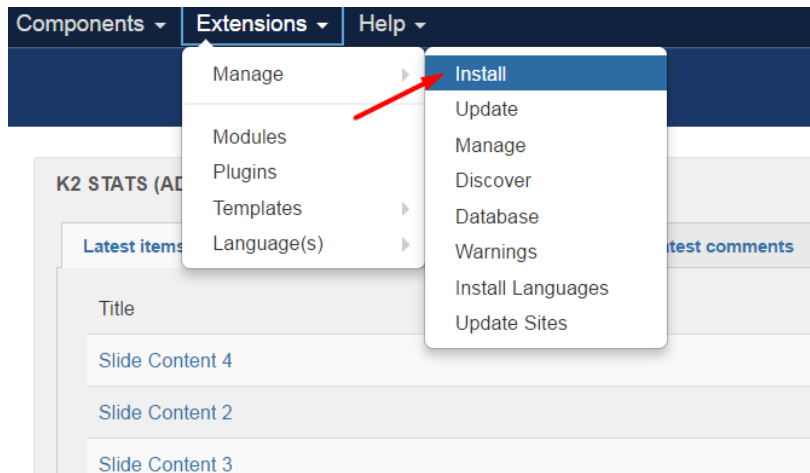 Components Extensions Help
Manage
Modules
Plugins
Templates
Language(s)
Install
Update
Manage
Discover
Database
Warnings
Install Languages
Update Sites
K2 STATS (AD
Latest items
test comments
Title
Slide Content 4
Slide Content 2
Slide Content 3